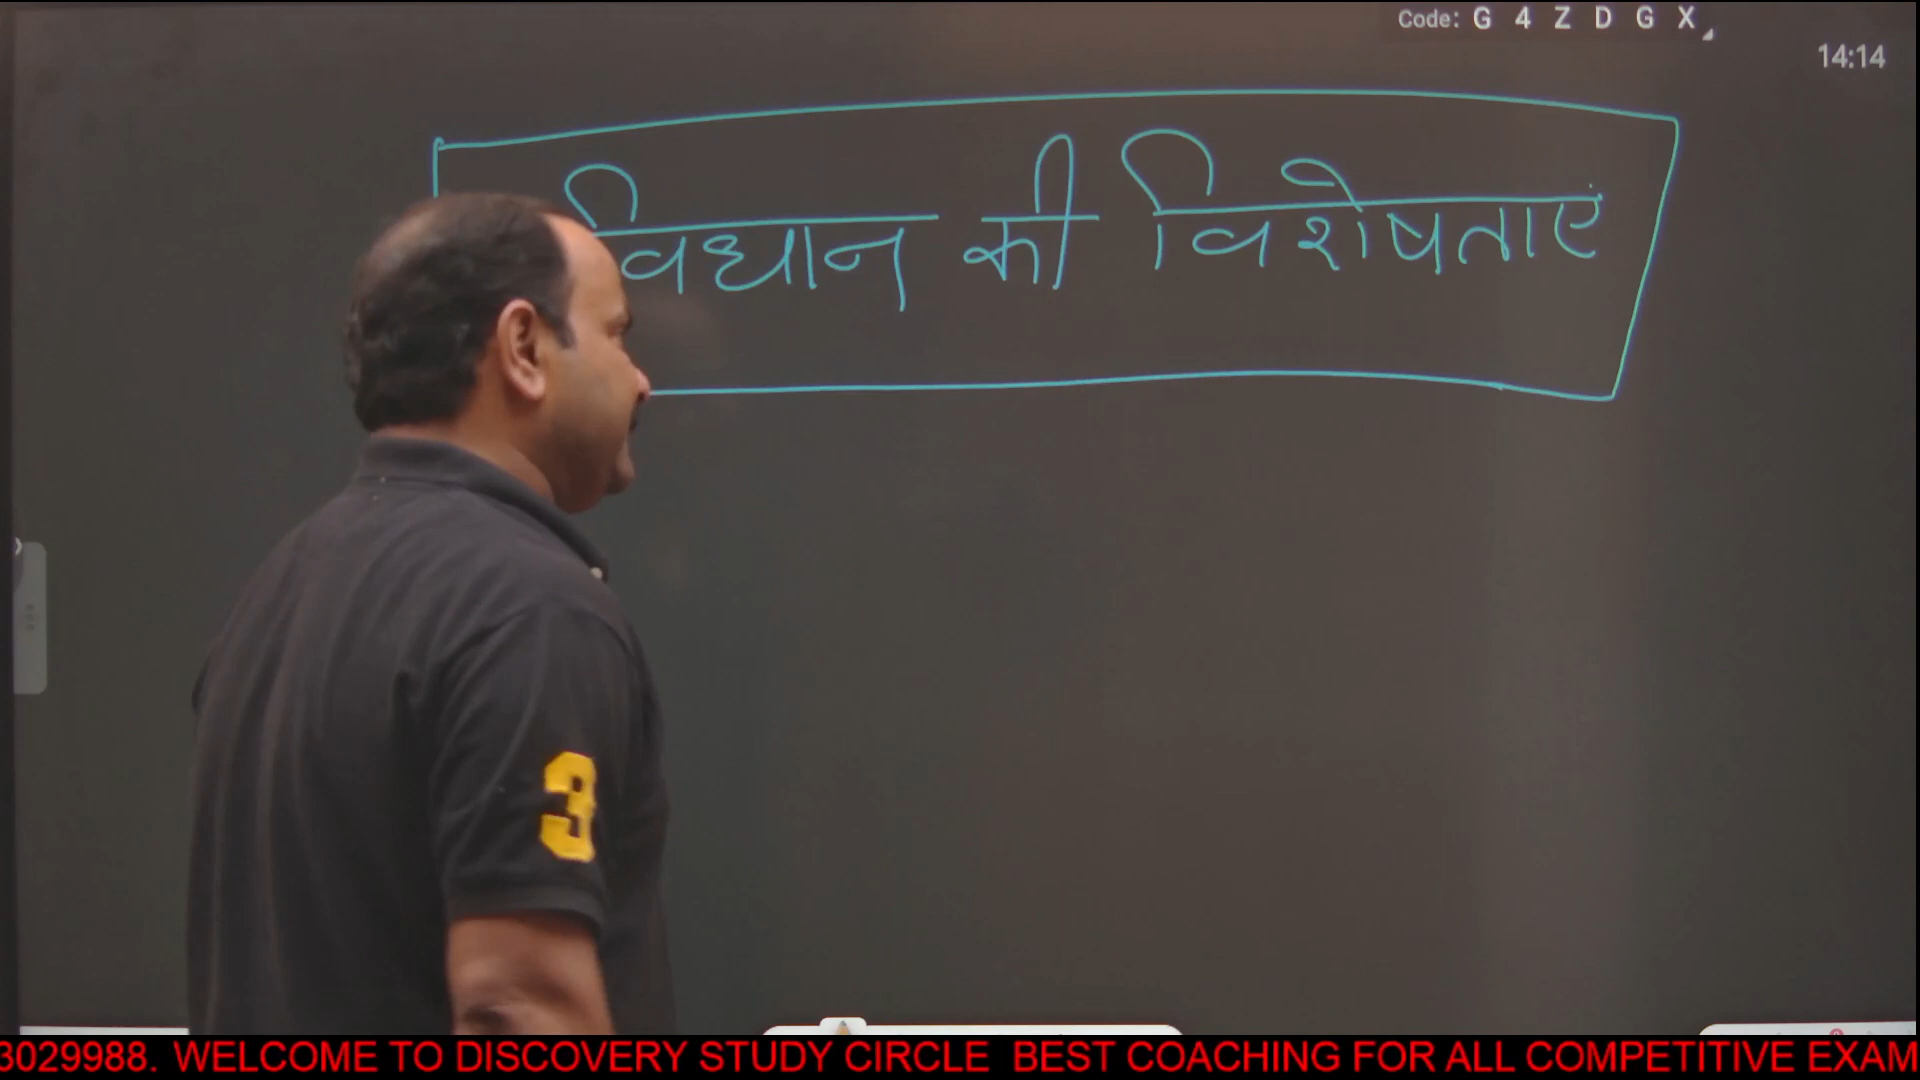 Code: G 4 Z D G X
14:14
विधान की विशेषताएं
3
3029988. WELCOME TO DISCOVERY STUDY CIRCLE BEST COACHING FOR ALL COMPETITIVE EXAM